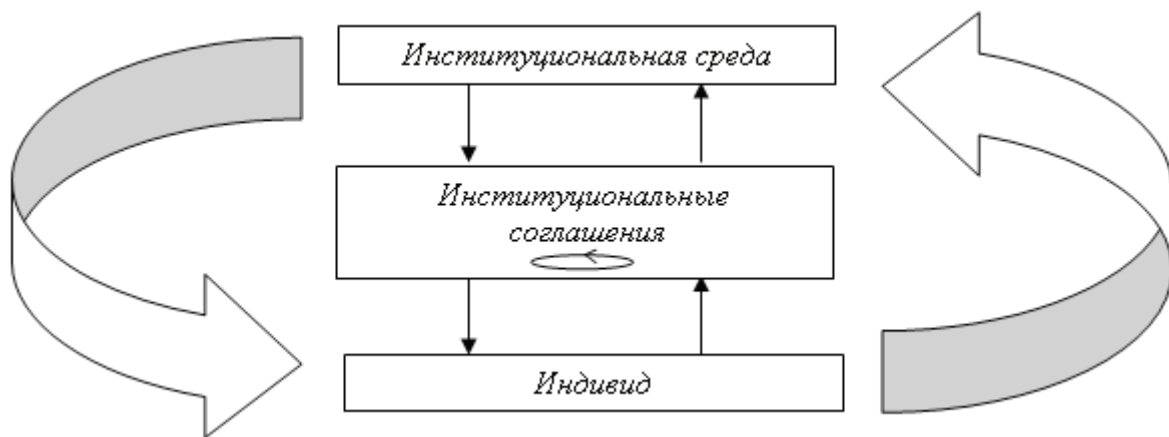 Институциональная среда
Институциональные
соглашения
Индивид